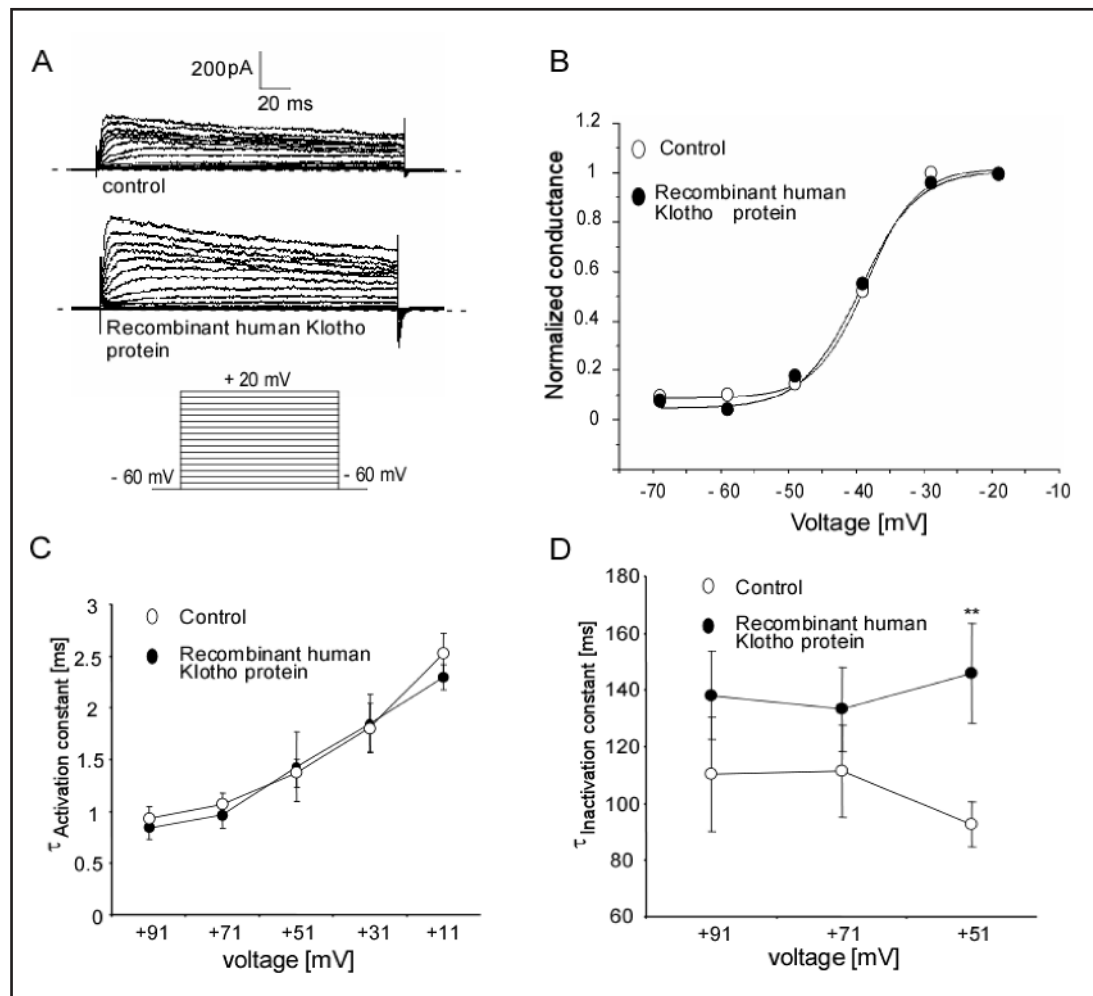 A
200pA
20 ms
control
Recombinant human Klotho
protein
+ 20 mV
- 60 mV
- 60 mV
B
Normalized conductance
1.2
1
0.8
0.6
0.4
0.2
0
Control
Recombinant human
Klotho protein
-70
- 60
-50
- 40
- 30
- 20
-10
Voltage [mV]
C
τ Activation constant [ms]
3
2.5
2
1.5
1
0.5
0
Control
Recombinant human
Klotho protein
+91
+71
+51
+31
+11
voltage [mV]
D
τ Inactivation constant [ms]
180
160
140
120
100
80
60
Control
Recombinant human
Klotho protein
**
+91
+71
+51
voltage [mV]